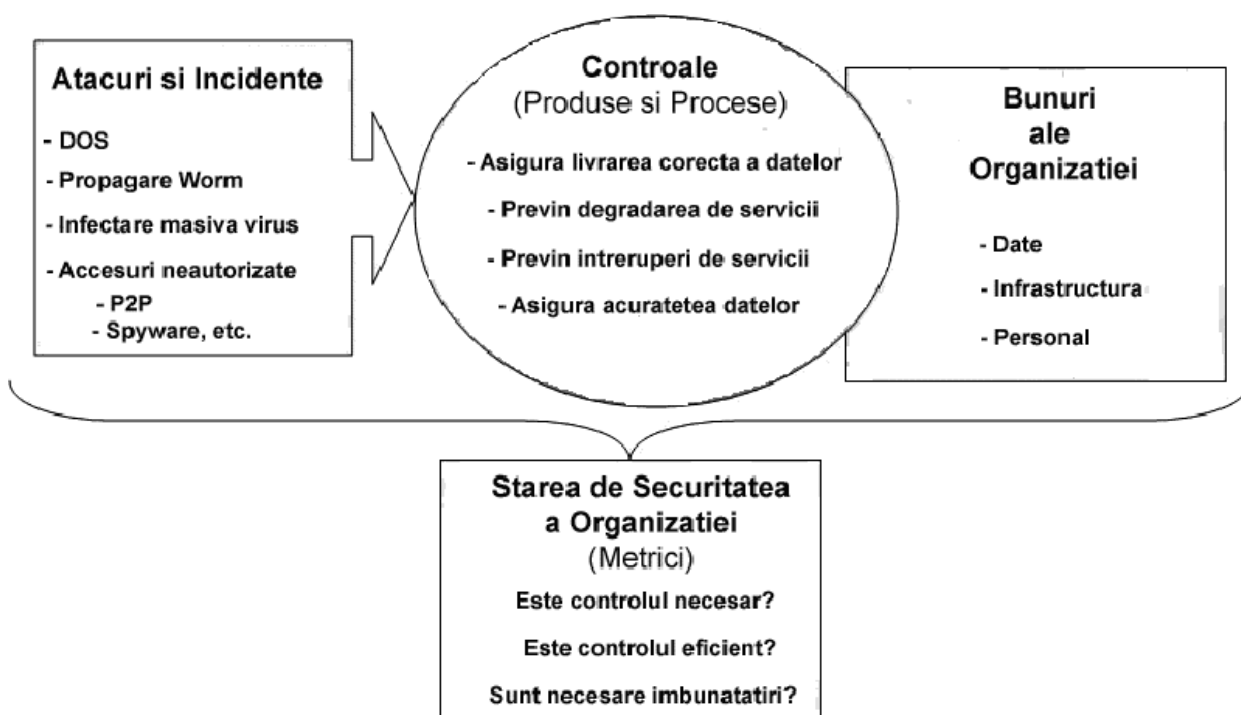 Atacuri si Incidente
- DOS
- Propagare Worm
- Infectare masiva virus
- Accesuri neautorizate
- P2P
- Spyware, etc.
Controale
(Produse si Procese)
- Asigura livrarea corecta a datelor
- Previn degradarea de servicii
- Previn intreruperi de servicii
- Asigura acuratetea datelor
Bunuri
ale
Organizatiei
- Date
- Infrastructura
- Personal
Starea de Securitatea
a Organizatiei
(Metrici)
Este controlul necesar?
Este controlul eficient?
Sunt necesare imbunatatiri?